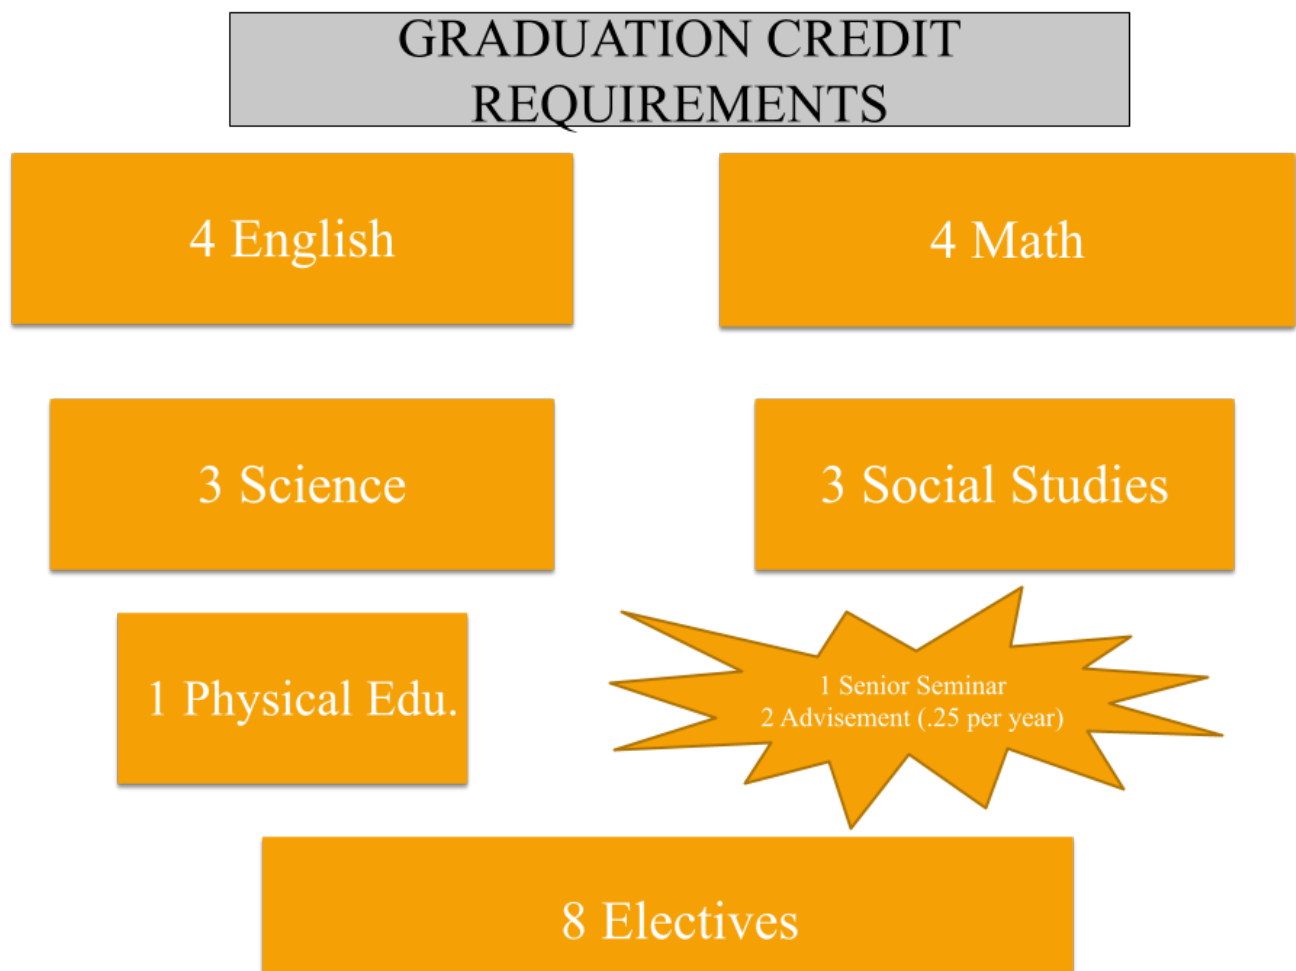 GRADUATION CREDIT
REQUIREMENTS
4 English
4 Math
3 Science
3 Social Studies
1 Physical Edu.
1 Senior Seminar
2 Advisement (.25 per year)
8 Electives